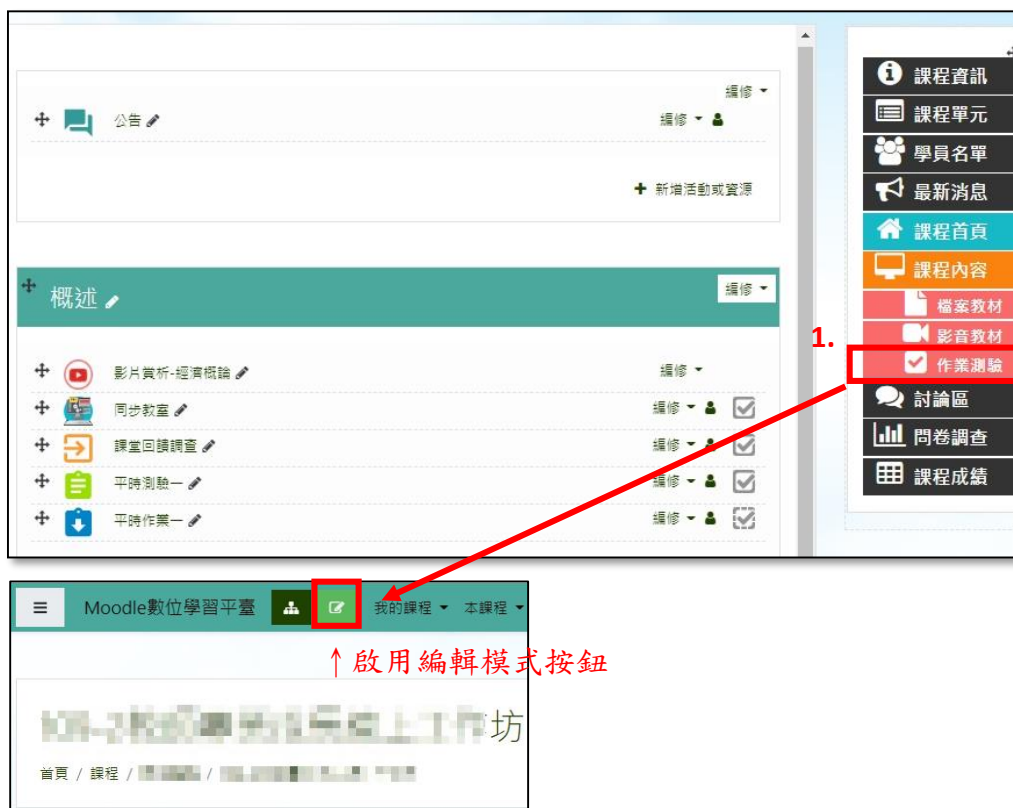 編修
公告
編修
新增活動或資源
概述
編修
影片賞析-經濟概論 編修
同步教室 編修
課堂回饋調查 編修
平時測驗一 編修
平時作業一 編修
課程資訊
課程單元
學員名單
最新消息
課程首頁
課程內容
檔案教材
影音教材
1.
作業測驗
討論區
問卷調查
課程成績
Moodle數位學習平臺 我的課程 本課程
↑啟用編輯模式按鈕
坊
首頁 / 課程 / /